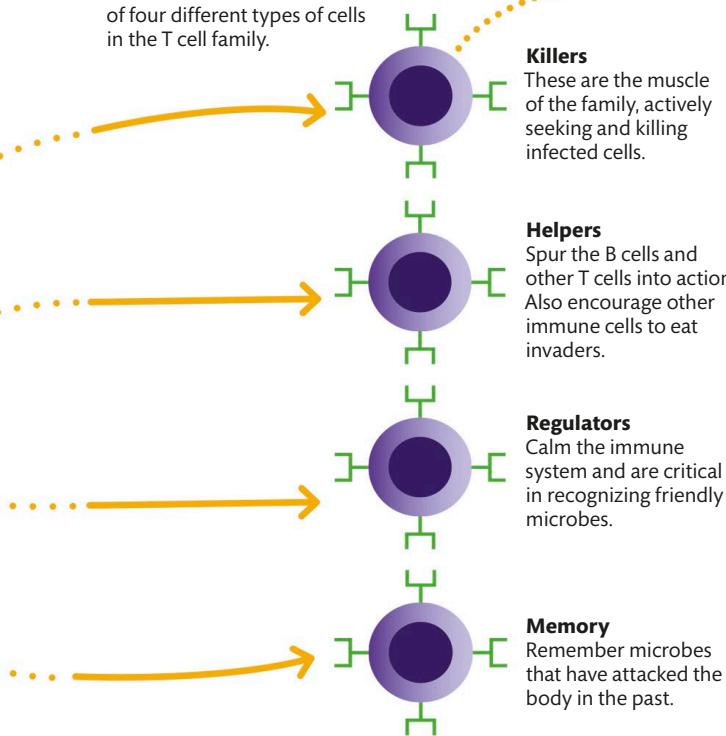 of four different types of cells
in the T cell family.
Killers
These are the muscle
of the family, actively
seeking and killing
infected cells.
Helpers
Spur the B cells and
other T cells into action
Also encourage other
immune cells to eat
invaders.
Regulators
Calm the immune
system and are critical
in recognizing friendly
microbes.
Memory
Remember microbes
that have attacked the
body in the past.